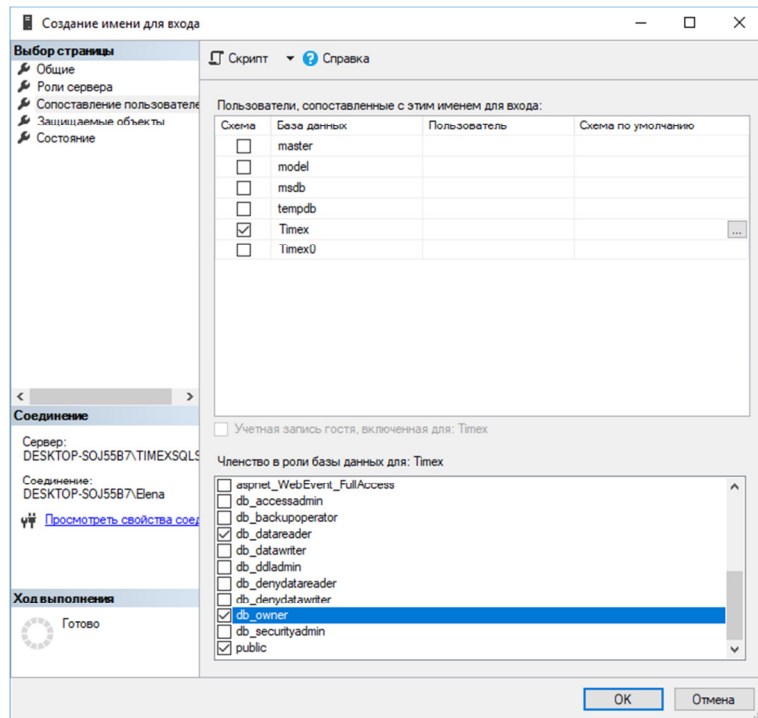 Создание имени для входа
Выбор страницы
Общие
Роли сервера
Сопоставление пользователе
Защищаемые объекты
Состояние
Скрипт
Справка
Пользователи, сопоставленные с этим именем для входа:
Схема База данных Пользователь Схема по умолчанию
master
model
msdb
tempdb
Timex ...
Timex0
Учетная запись гостя, включенная для: Timex
Соединение
Сервер:
DESKTOP-SOJ55B7\TIMEXSQLS
Соединение:
DESKTOP-SOJ55B7\Elena
Просмотреть свойства соед
Ход выполнения
Готово
Членство в роли базы данных для: Timex
aspnet_WebEvent_FullAccess
db_accessadmin
db_backupoperator
db_datareader
db_datawriter
db_ddladmin
db_denydatareader
db_denydatawriter
db_owner
db_securityadmin
public
OK
Отмена